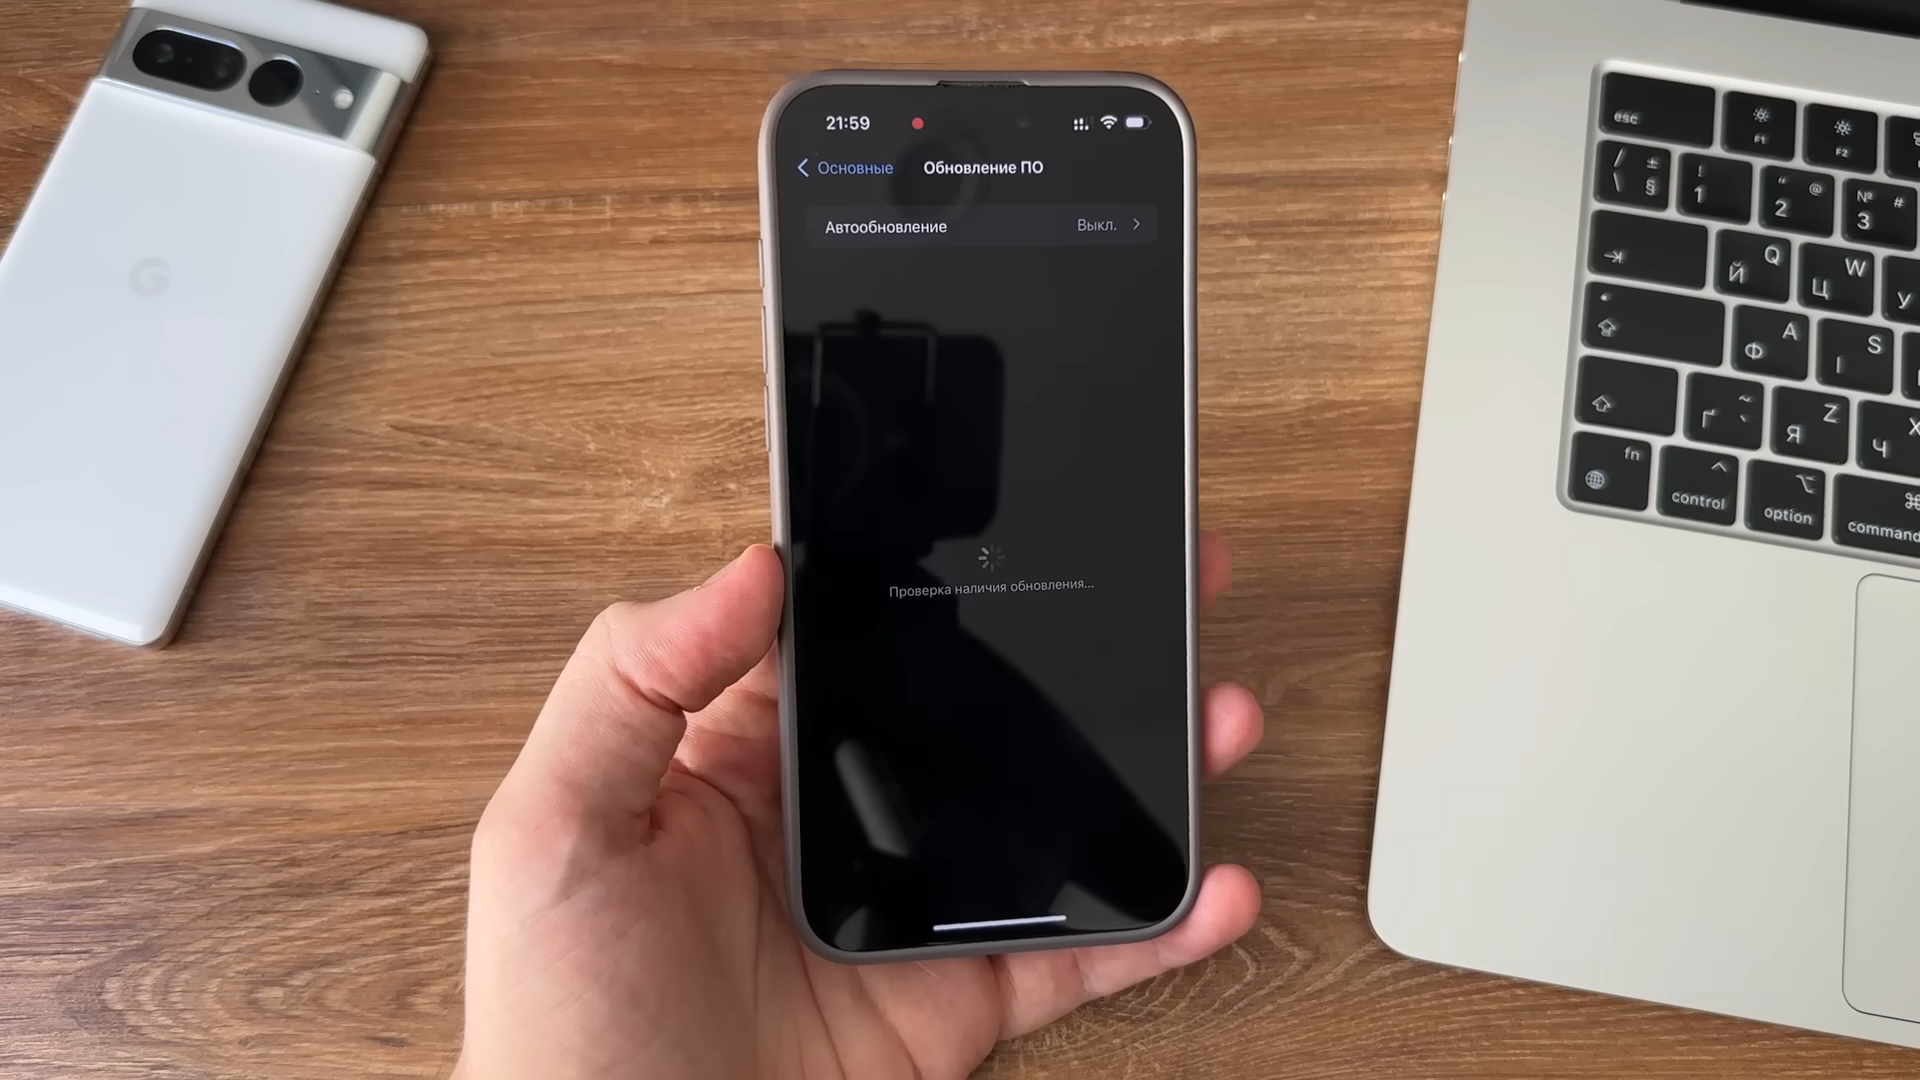 21:59
Основные
Обновление ПО
Автообновление
Выкл.
Проверка наличия обновления...
G
esc
F1
F2
/ ± \ §
! 1
“ @ 2
№ # 3
Q Й
W Ц
У
A Ф
S І
~ Ґ
Z Я
X Ч
fn
control
option
command